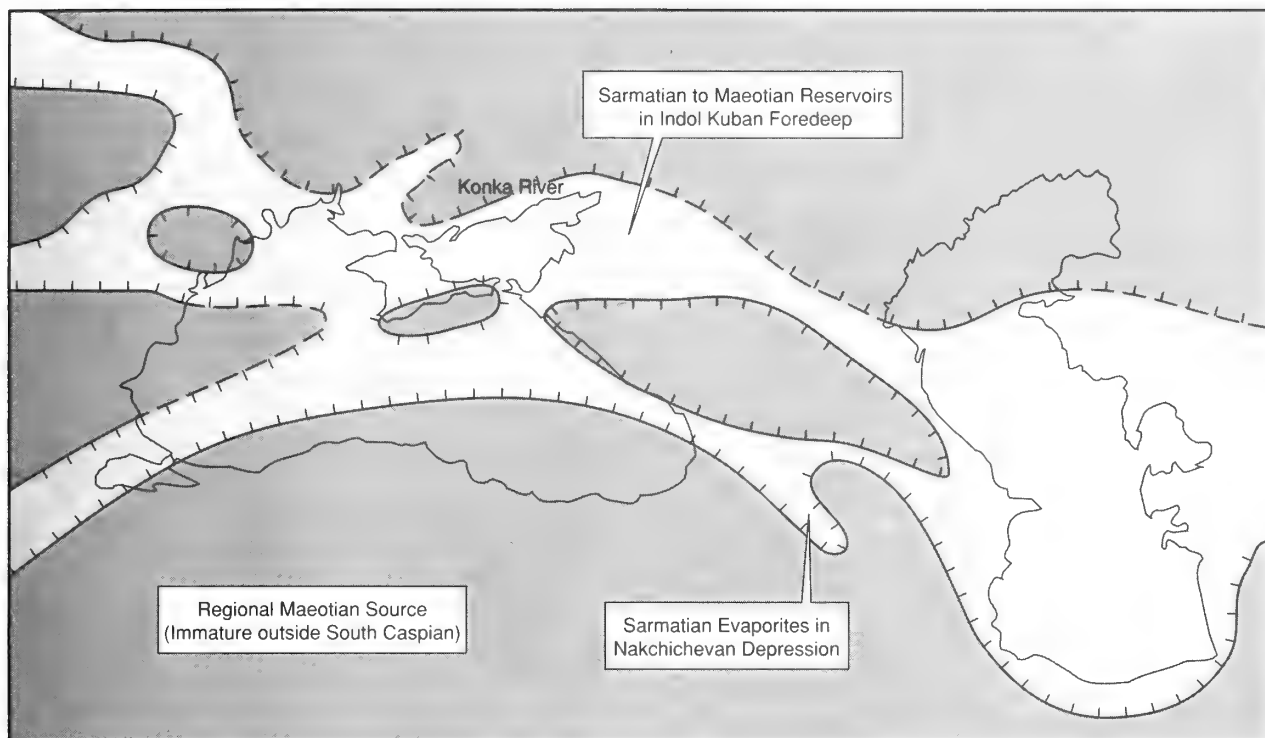 Sarmatian to Maeotian Reservoirs
in Indol Kuban Foredeep
Konka River
Regional Maeotian Source
(Immature outside South Caspian)
Sarmatian Evaporites in
Nakchichevan Depression